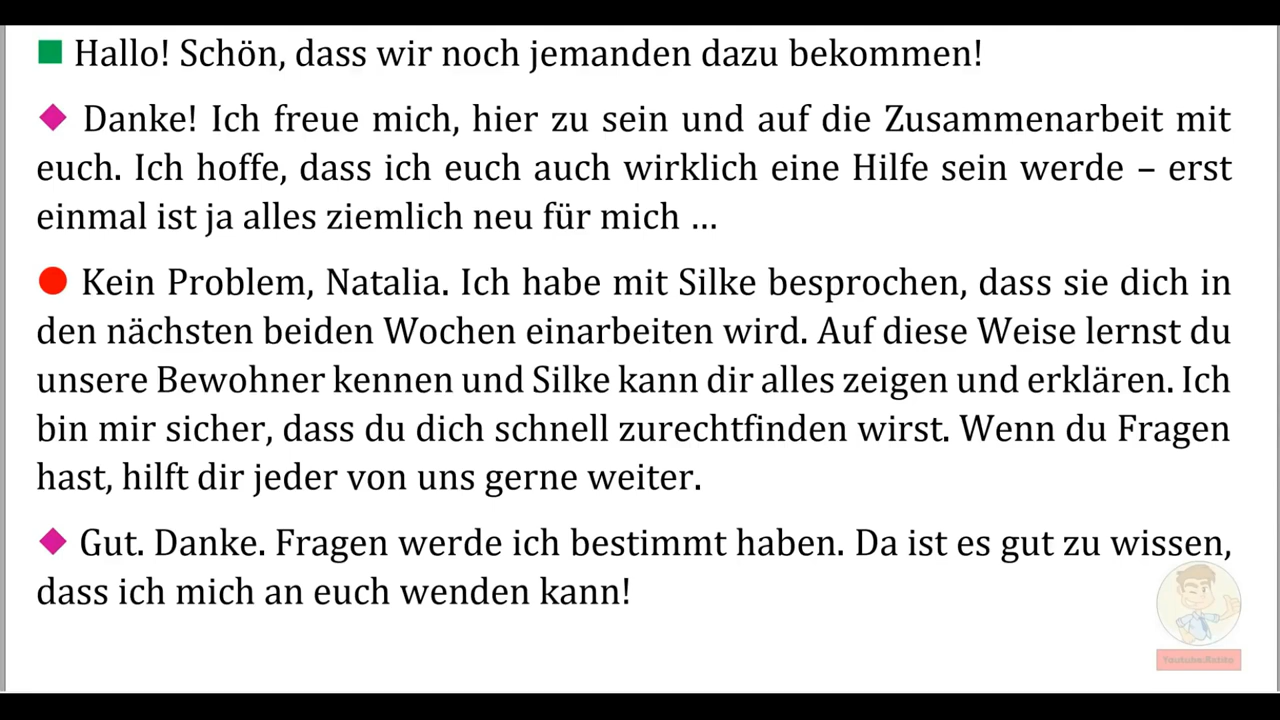 Hallo! Schön, dass wir noch jemanden dazu bekommen!
Danke! Ich freue mich, hier zu sein und auf die Zusammenarbeit mit
euch. Ich hoffe, dass ich euch auch wirklich eine Hilfe sein werde – erst
einmal ist ja alles ziemlich neu für mich ...
Kein Problem, Natalia. Ich habe mit Silke besprochen, dass sie dich in
den nächsten beiden Wochen einarbeiten wird. Auf diese Weise lernst du
unsere Bewohner kennen und Silke kann dir alles zeigen und erklären. Ich
bin mir sicher, dass du dich schnell zurechtfinden wirst. Wenn du Fragen
hast, hilft dir jeder von uns gerne weiter.
Gut. Danke. Fragen werde ich bestimmt haben. Da ist es gut zu wissen,
dass ich mich an euch wenden kann!